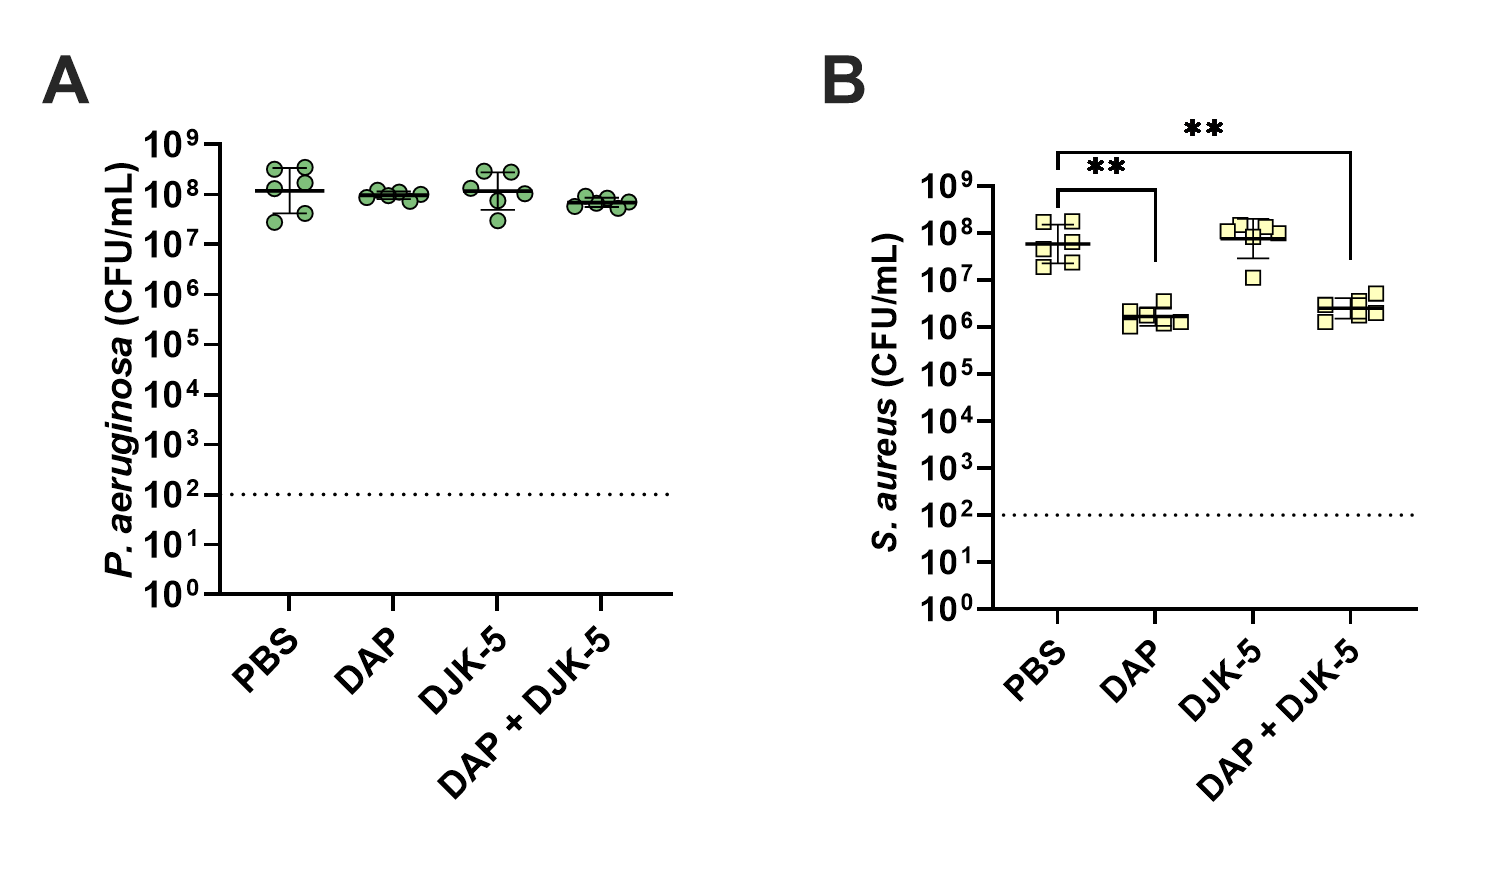 A
P. aeruginosa (CFU/mL)
10⁹
10⁸
10⁷
10⁶
10⁵
10⁴
10³
10²
10¹
10⁰
PBS
DAP
DJK-5
DAP + DJK-5
B
S. aureus (CFU/mL)
**
**
10⁹
10⁸
10⁷
10⁶
10⁵
10⁴
10³
10²
10¹
10⁰
PBS
DAP
DJK-5
DAP + DJK-5